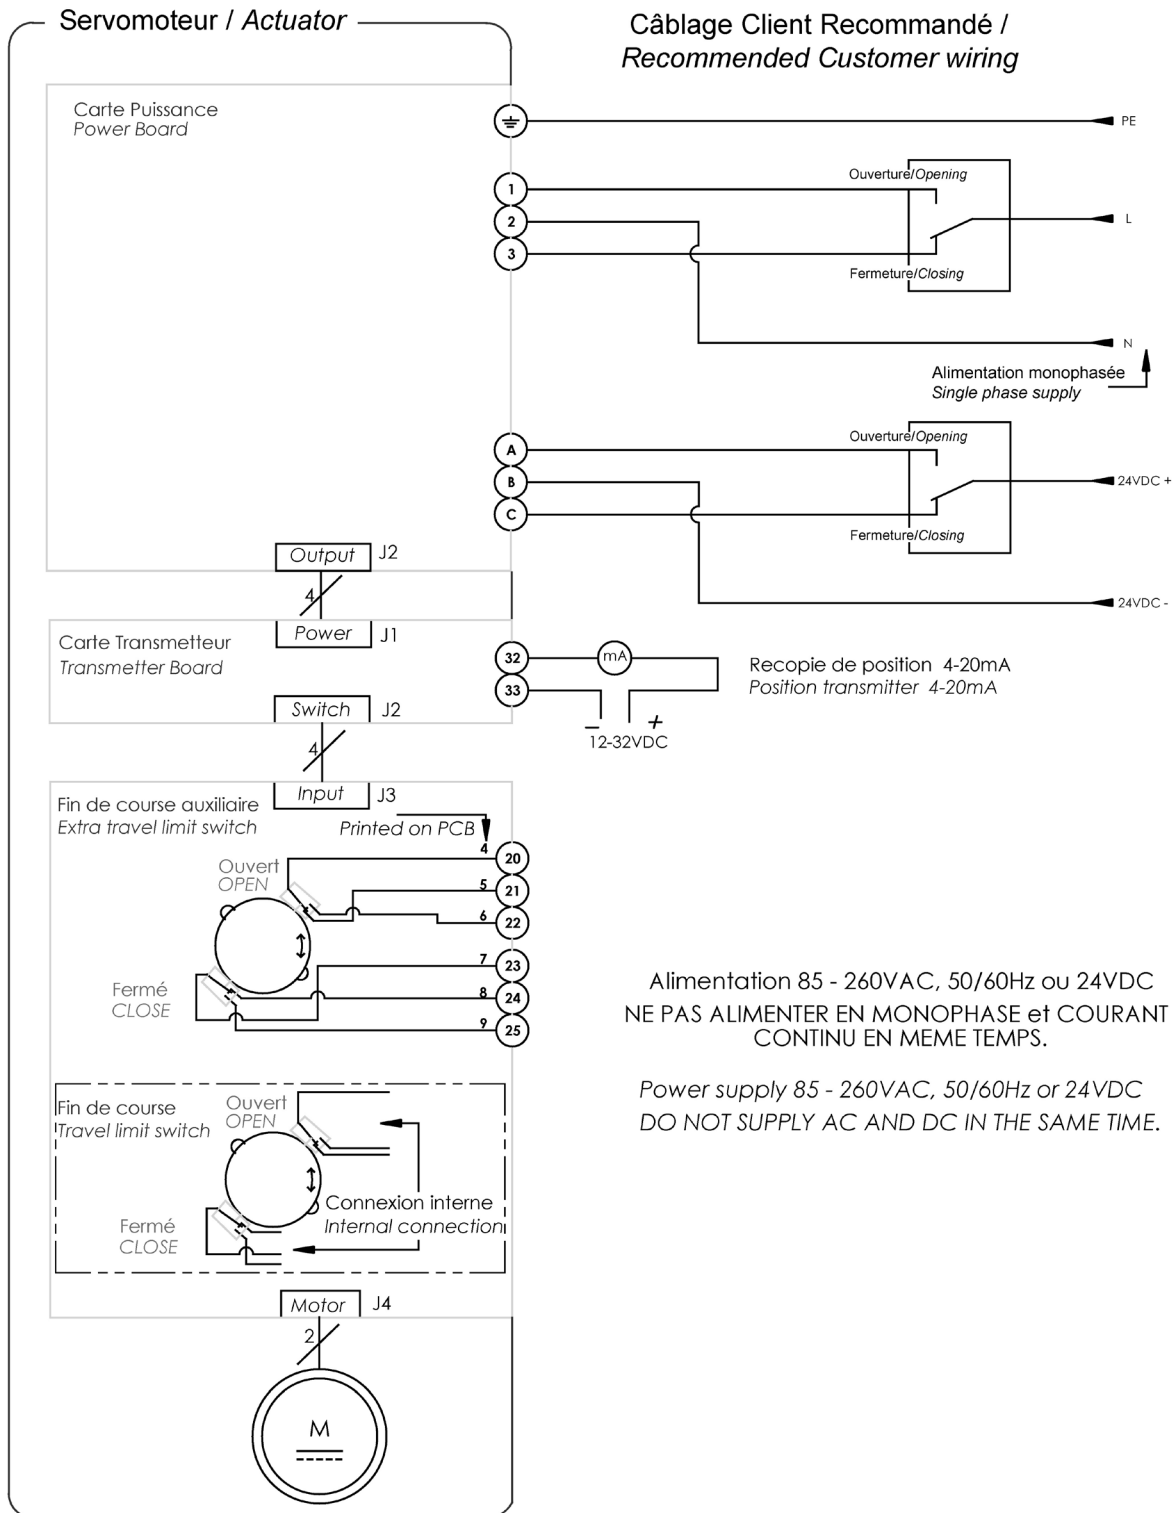 Servomoteur / Actuator
Câblage Client Recommandé /
Recommended Customer wiring
Carte Puissance
Power Board
PE
1
2
3
Ouverture/Opening
L
Fermeture/Closing
N
Alimentation monophasée
Single phase supply
A
B
C
Ouverture/Opening
24VDC +
Fermeture/Closing
24VDC -
Output J2
4
Power J1
Carte Transmetteur
Transmetter Board
32
33
mA
Recopie de position 4-20mA
Position transmitter 4-20mA
− +
12-32VDC
Switch J2
4
Input J3
Fin de course auxiliaire
Extra travel limit switch
Printed on PCB
Ouvert
OPEN
4 20
5 21
6 22
7 23
8 24
9 25
Fermé
CLOSE
Alimentation 85 - 260VAC, 50/60Hz ou 24VDC
NE PAS ALIMENTER EN MONOPHASE et COURANT
CONTINU EN MEME TEMPS.
Power supply 85 - 260VAC, 50/60Hz or 24VDC
DO NOT SUPPLY AC AND DC IN THE SAME TIME.
Fin de course
Travel limit switch
Ouvert
OPEN
Connexion interne
Internal connection
Fermé
CLOSE
Motor J4
2
M